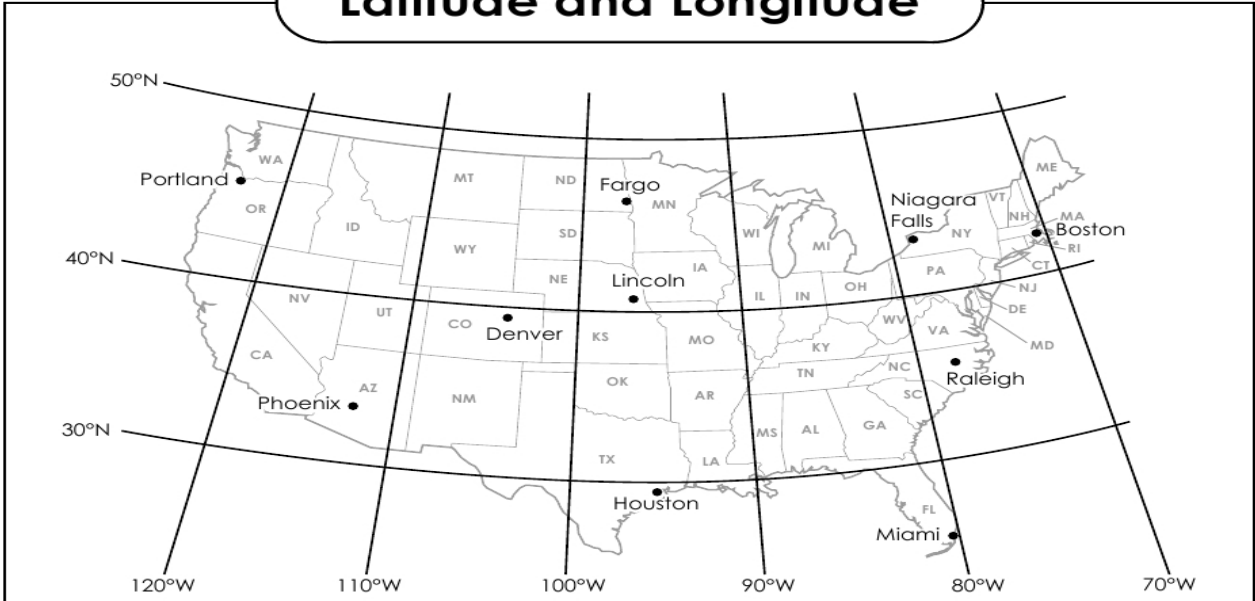 Latitude and Longitude
50°N
WA
ME
Portland
MT
ND
Fargo
MN
Niagara
Falls
VT
OR
ID
SD
WI
MI
NY
NH
MA
Boston
RI
WY
40°N
IA
PA
CT
NE
Lincoln
OH
NJ
NV
UT
CO
Denver
KS
IL
IN
WV
DE
VA
MO
KY
MD
CA
OK
TN
NC
Raleigh
AZ
Phoenix
NM
AR
SC
30°N
MS
AL
GA
TX
LA
Houston
FL
Miami
120°W
110°W
100°W
90°W
80°W
70°W